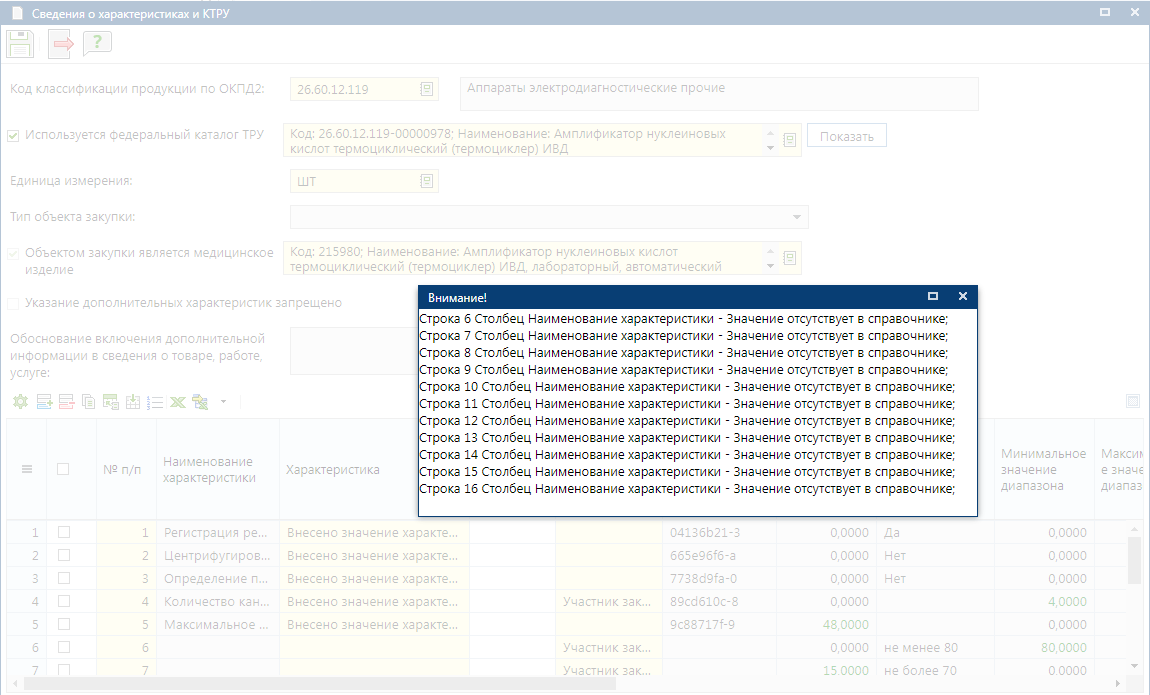 Сведения о характеристиках и КТРУ
Код классификации продукции по ОКПД2:
26.60.12.119
Аппараты электродиагностические прочие
Используется федеральный каталог ТРУ
Код: 26.60.12.119-00000978; Наименование: Амплификатор нуклеиновых
кислот термоциклический (термоциклер) ИВД
Показать
Единица измерения:
ШТ
Тип объекта закупки:
Объектом закупки является медицинское
изделие
Код: 215980; Наименование: Амплификатор нуклеиновых кислот
термоциклический (термоциклер) ИВД, лабораторный, автоматический
Указание дополнительных характеристик запрещено
Обоснование включения дополнительной
информации в сведения о товаре, работе,
услуге:
Внимание!
Строка 6 Столбец Наименование характеристики - Значение отсутствует в справочнике;
Строка 7 Столбец Наименование характеристики - Значение отсутствует в справочнике;
Строка 8 Столбец Наименование характеристики - Значение отсутствует в справочнике;
Строка 9 Столбец Наименование характеристики - Значение отсутствует в справочнике;
Строка 10 Столбец Наименование характеристики - Значение отсутствует в справочнике;
Строка 11 Столбец Наименование характеристики - Значение отсутствует в справочнике;
Строка 12 Столбец Наименование характеристики - Значение отсутствует в справочнике;
Строка 13 Столбец Наименование характеристики - Значение отсутствует в справочнике;
Строка 14 Столбец Наименование характеристики - Значение отсутствует в справочнике;
Строка 15 Столбец Наименование характеристики - Значение отсутствует в справочнике;
Строка 16 Столбец Наименование характеристики - Значение отсутствует в справочнике;
№ п/п
Наименование
характеристики
Характеристика
Минимальное
значение
диапазона
Максим
е значе
диапаз
1 1 Регистрация ре... Внесено значение характе... 04136b21-3 0,0000 Да 0,0000
2 2 Центрифугиров... Внесено значение характе... 665e96f6-a 0,0000 Нет 0,0000
3 3 Определение п... Внесено значение характе... 7738d9fa-0 0,0000 Нет 0,0000
4 4 Количество кан... Внесено значение характе... Участник зак... 89cd610c-8 0,0000 4,0000
5 5 Максимальное ... Внесено значение характе... 9c88717f-9 48,0000 0,0000
6 6 Участник зак... 0,0000 не менее 80 80,0000
7 7 Участник зак... 15,0000 не более 70 0,0000